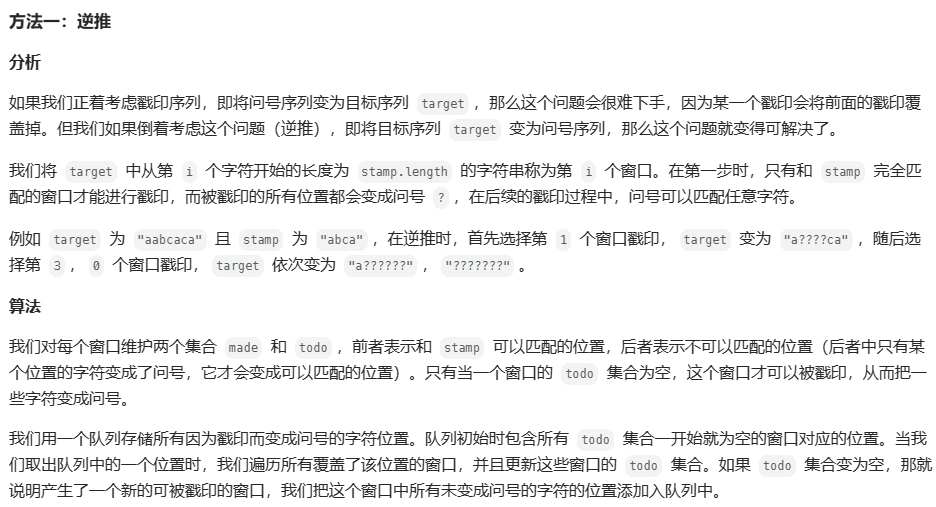 方法一：逆推
分析
如果我们正着考虑戳印序列，即将问号序列变为目标序列 target ，那么这个问题会很难下手，因为某一个戳印会将前面的戳印覆
盖掉。但我们如果倒着考虑这个问题（逆推），即将目标序列 target 变为问号序列，那么这个问题就变得可解决了。
我们将 target 中从第 i 个字符开始的长度为 stamp.length 的字符串称为第 i 个窗口。在第一步时，只有和 stamp 完全匹
配的窗口才能进行戳印，而被戳印的所有位置都会变成问号 ? ，在后续的戳印过程中，问号可以匹配任意字符。
例如 target 为 "aabcaca" 且 stamp 为 "abca" ，在逆推时，首先选择第 1 个窗口戳印， target 变为 "a????ca" ，随后选
择第 3 ， 0 个窗口戳印， target 依次变为 "a??????" ， "???????" 。
算法
我们对每个窗口维护两个集合 made 和 todo ，前者表示和 stamp 可以匹配的位置，后者表示不可以匹配的位置（后者中只有某
个位置的字符变成了问号，它才会变成可以匹配的位置）。只有当一个窗口的 todo 集合为空，这个窗口才可以被戳印，从而把一
些字符变成问号。
我们用一个队列存储所有因为戳印而变成问号的字符位置。队列初始时包含所有 todo 集合一开始就为空的窗口对应的位置。当我
们取出队列中的一个位置时，我们遍历所有覆盖了该位置的窗口，并且更新这些窗口的 todo 集合。如果 todo 集合变为空，那就
说明产生了一个新的可被戳印的窗口，我们把这个窗口中所有未变成问号的字符的位置添加入队列中。